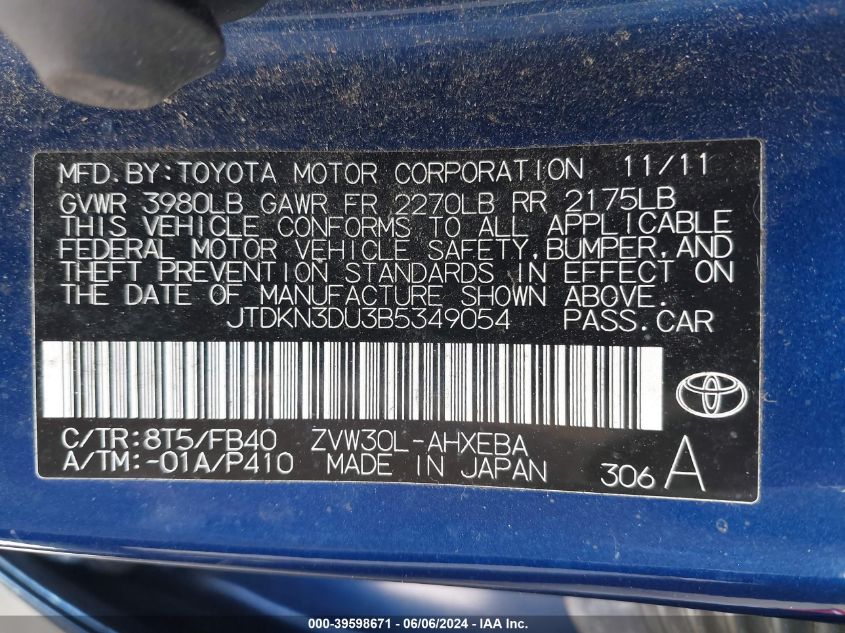 MFD.BY:TOYOTA MOTOR CORPORATION 11/11
GVWR 3980LB GAWR FR 2270LB RR 2175LB
THIS VEHICLE CONFORMS TO ALL APPLICABLE
FEDERAL MOTOR VEHICLE SAFETY,BUMPER,AND
THEFT PREVENTION STANDARDS IN EFFECT ON
THE DATE OF MANUFACTURE SHOWN ABOVE.
JTDKN3DU3B5349054 PASS.CAR
C/TR:8T5/FB40 ZVW30L-AHXEBA
A/TM:-01A/P410 MADE IN JAPAN 306 A
000-39598671 - 06/06/2024 - IAA Inc.